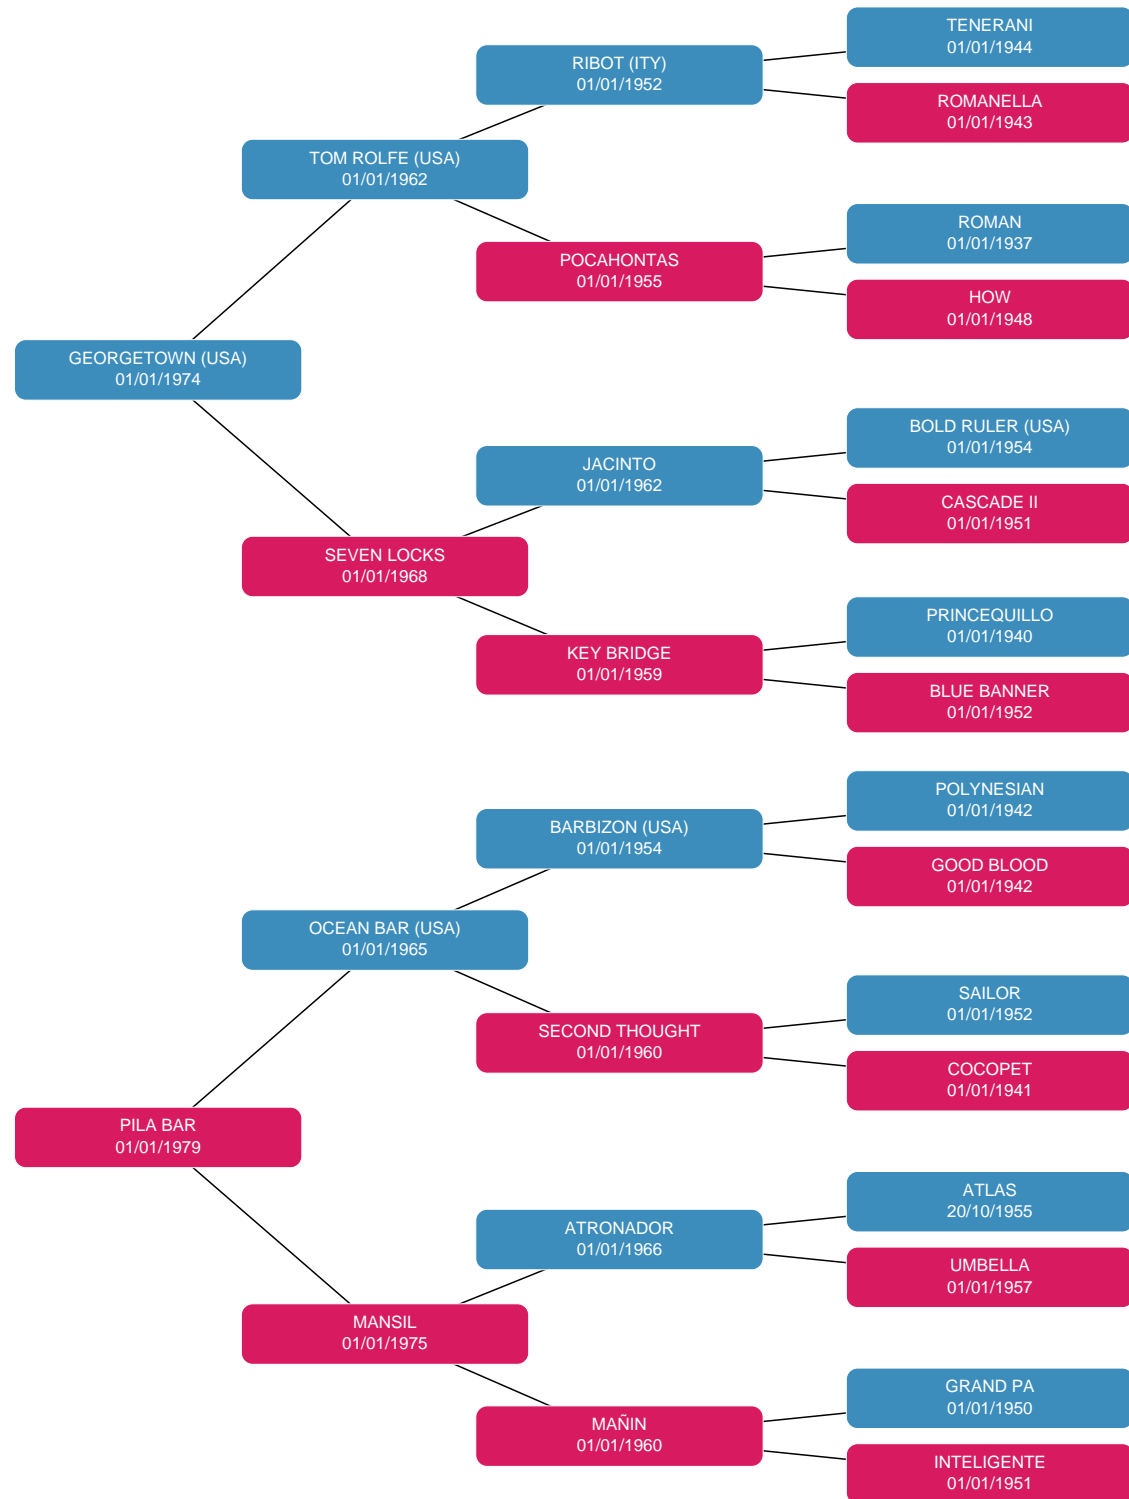 TENERANI
01/01/1944
RIBOT (ITY)
01/01/1952
ROMANELLA
01/01/1943
TOM ROLFE (USA)
01/01/1962
ROMAN
01/01/1937
POCAHONTAS
01/01/1955
HOW
01/01/1948
GEORGETOWN (USA)
01/01/1974
BOLD RULER (USA)
01/01/1954
JACINTO
01/01/1962
CASCADE II
01/01/1951
SEVEN LOCKS
01/01/1968
PRINCEQUILLO
01/01/1940
KEY BRIDGE
01/01/1959
BLUE BANNER
01/01/1952
POLYNESIAN
01/01/1942
BARBIZON (USA)
01/01/1954
GOOD BLOOD
01/01/1942
OCEAN BAR (USA)
01/01/1965
SAILOR
01/01/1952
SECOND THOUGHT
01/01/1960
COCOPET
01/01/1941
PILA BAR
01/01/1979
ATLAS
20/10/1955
ATRONADOR
01/01/1966
UMBELLA
01/01/1957
MANSIL
01/01/1975
GRAND PA
01/01/1950
MAÑIN
01/01/1960
INTELIGENTE
01/01/1951